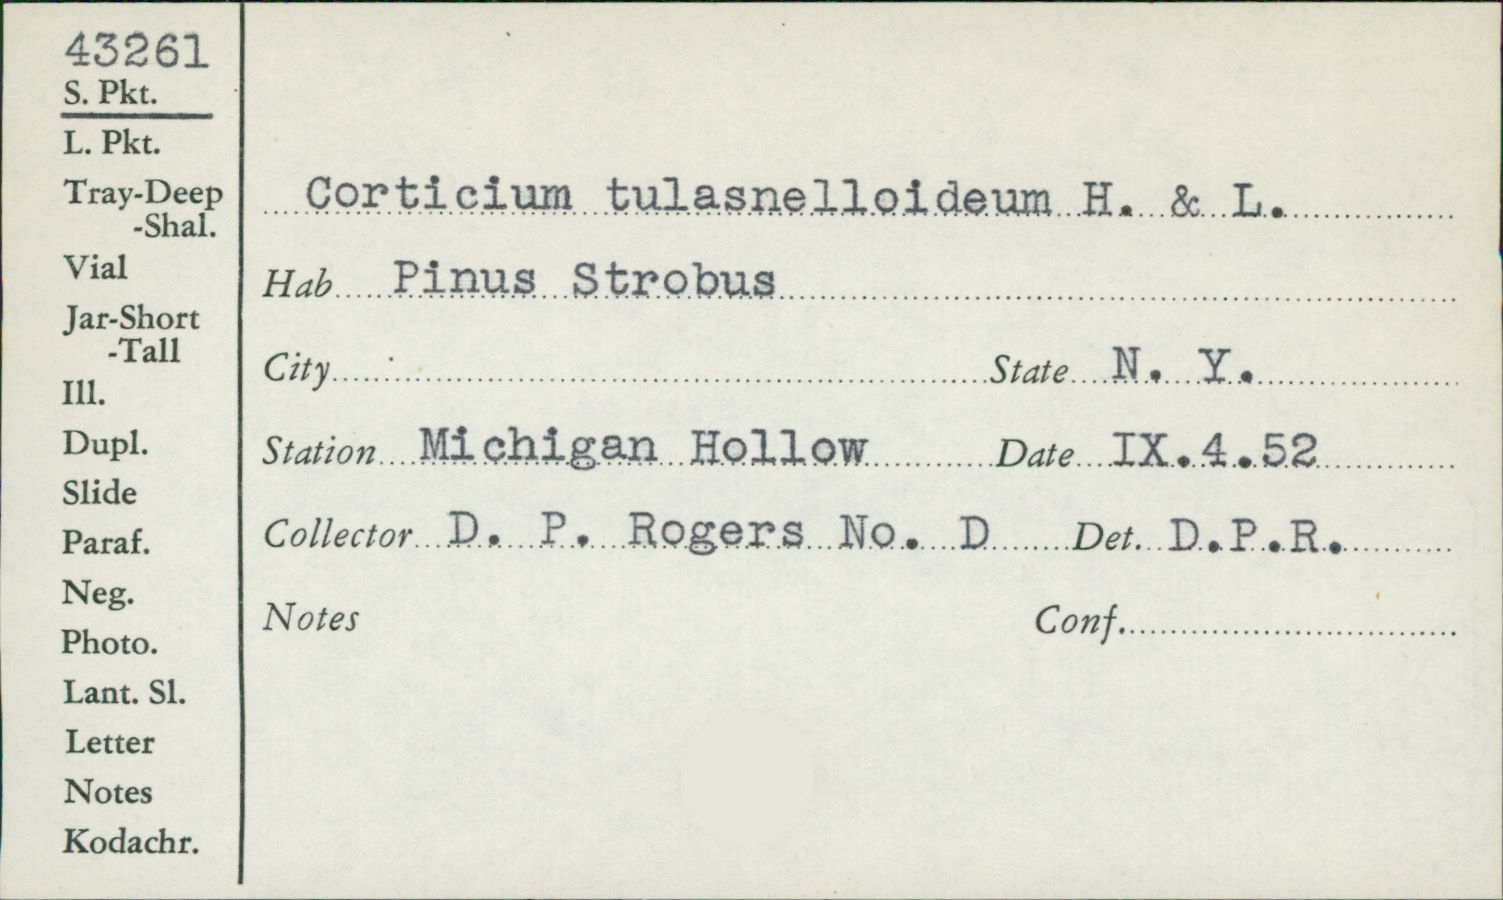 43261
S. Pkt.
L. Pkt.
Tray-Deep
-Shal.
Vial
Jar-Short
-Tall
Ill.
Dupl.
Slide
Paraf.
Neg.
Photo.
Lant. Sl.
Letter
Notes
Kodachr.
Corticium tulasnelloideum H. & L.
Hab Pinus Strobus
City State N. Y.
Station Michigan Hollow Date IX.4.52
Collector D. P. Rogers No. D Det. D.P.R.
Notes Conf.